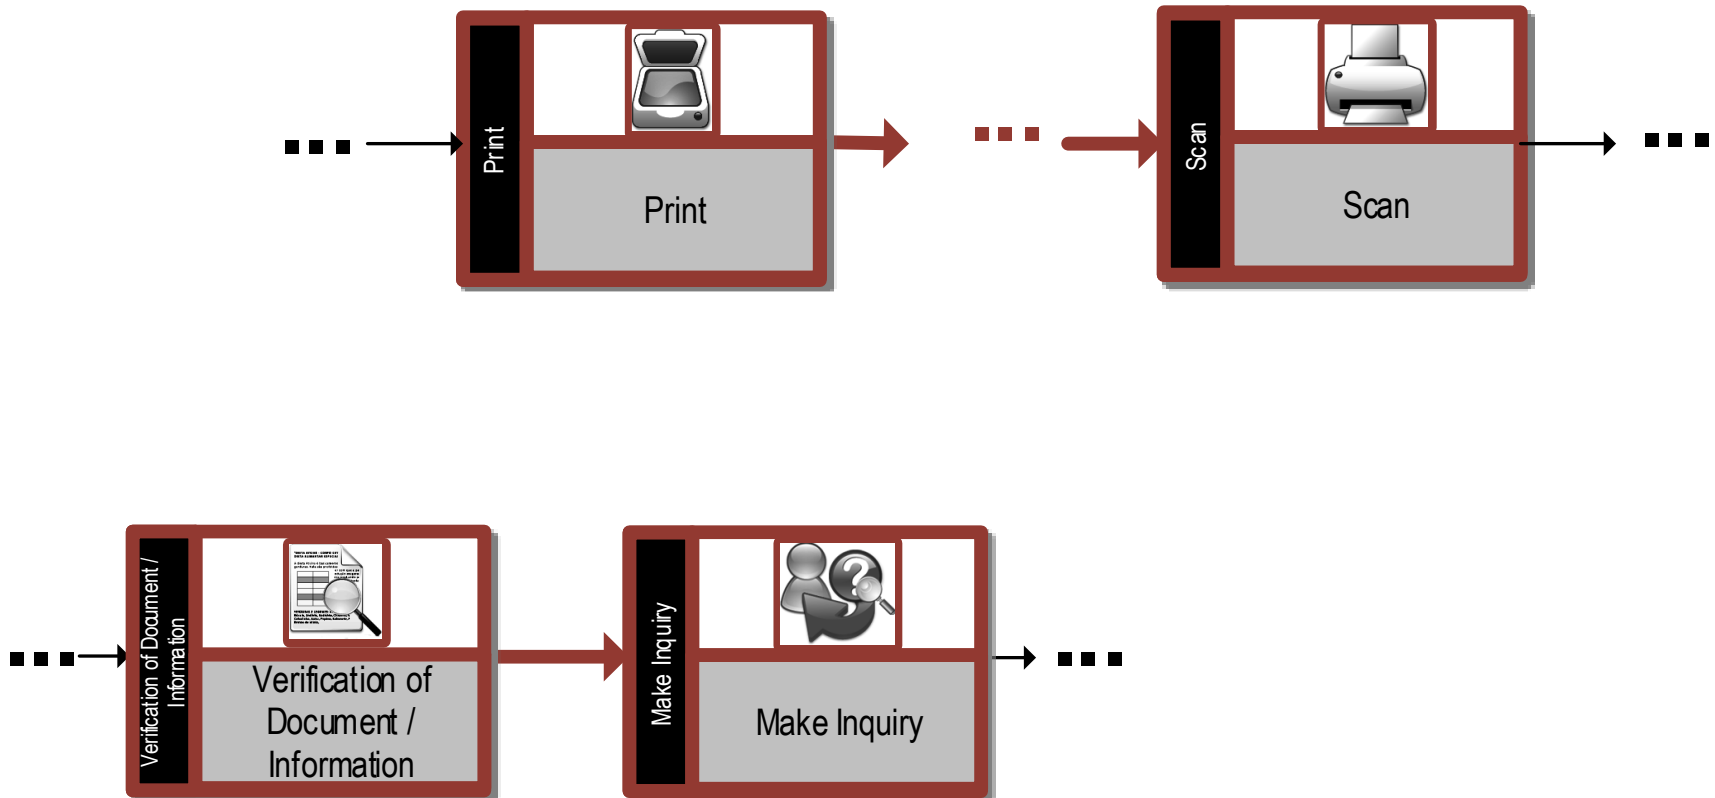 Print
Print
Scan
Scan
Verification of Document /
Information
Verification of
Document /
Information
Make Inquiry
Make Inquiry